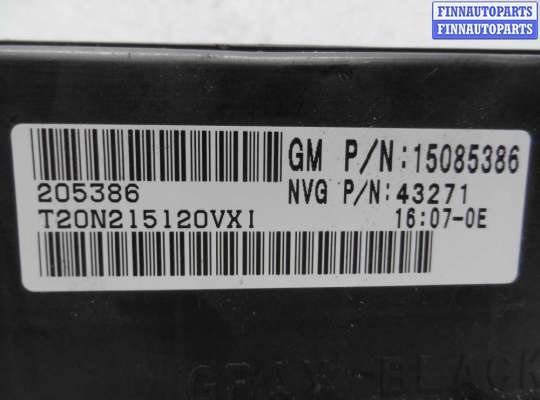 FINNAUTOPARTS
FINNAUTOPARTS
GM P/N:15085386
205386
NVG P/N:43271
T20N215120VXI
16:07-0E
GRAY-BLACK